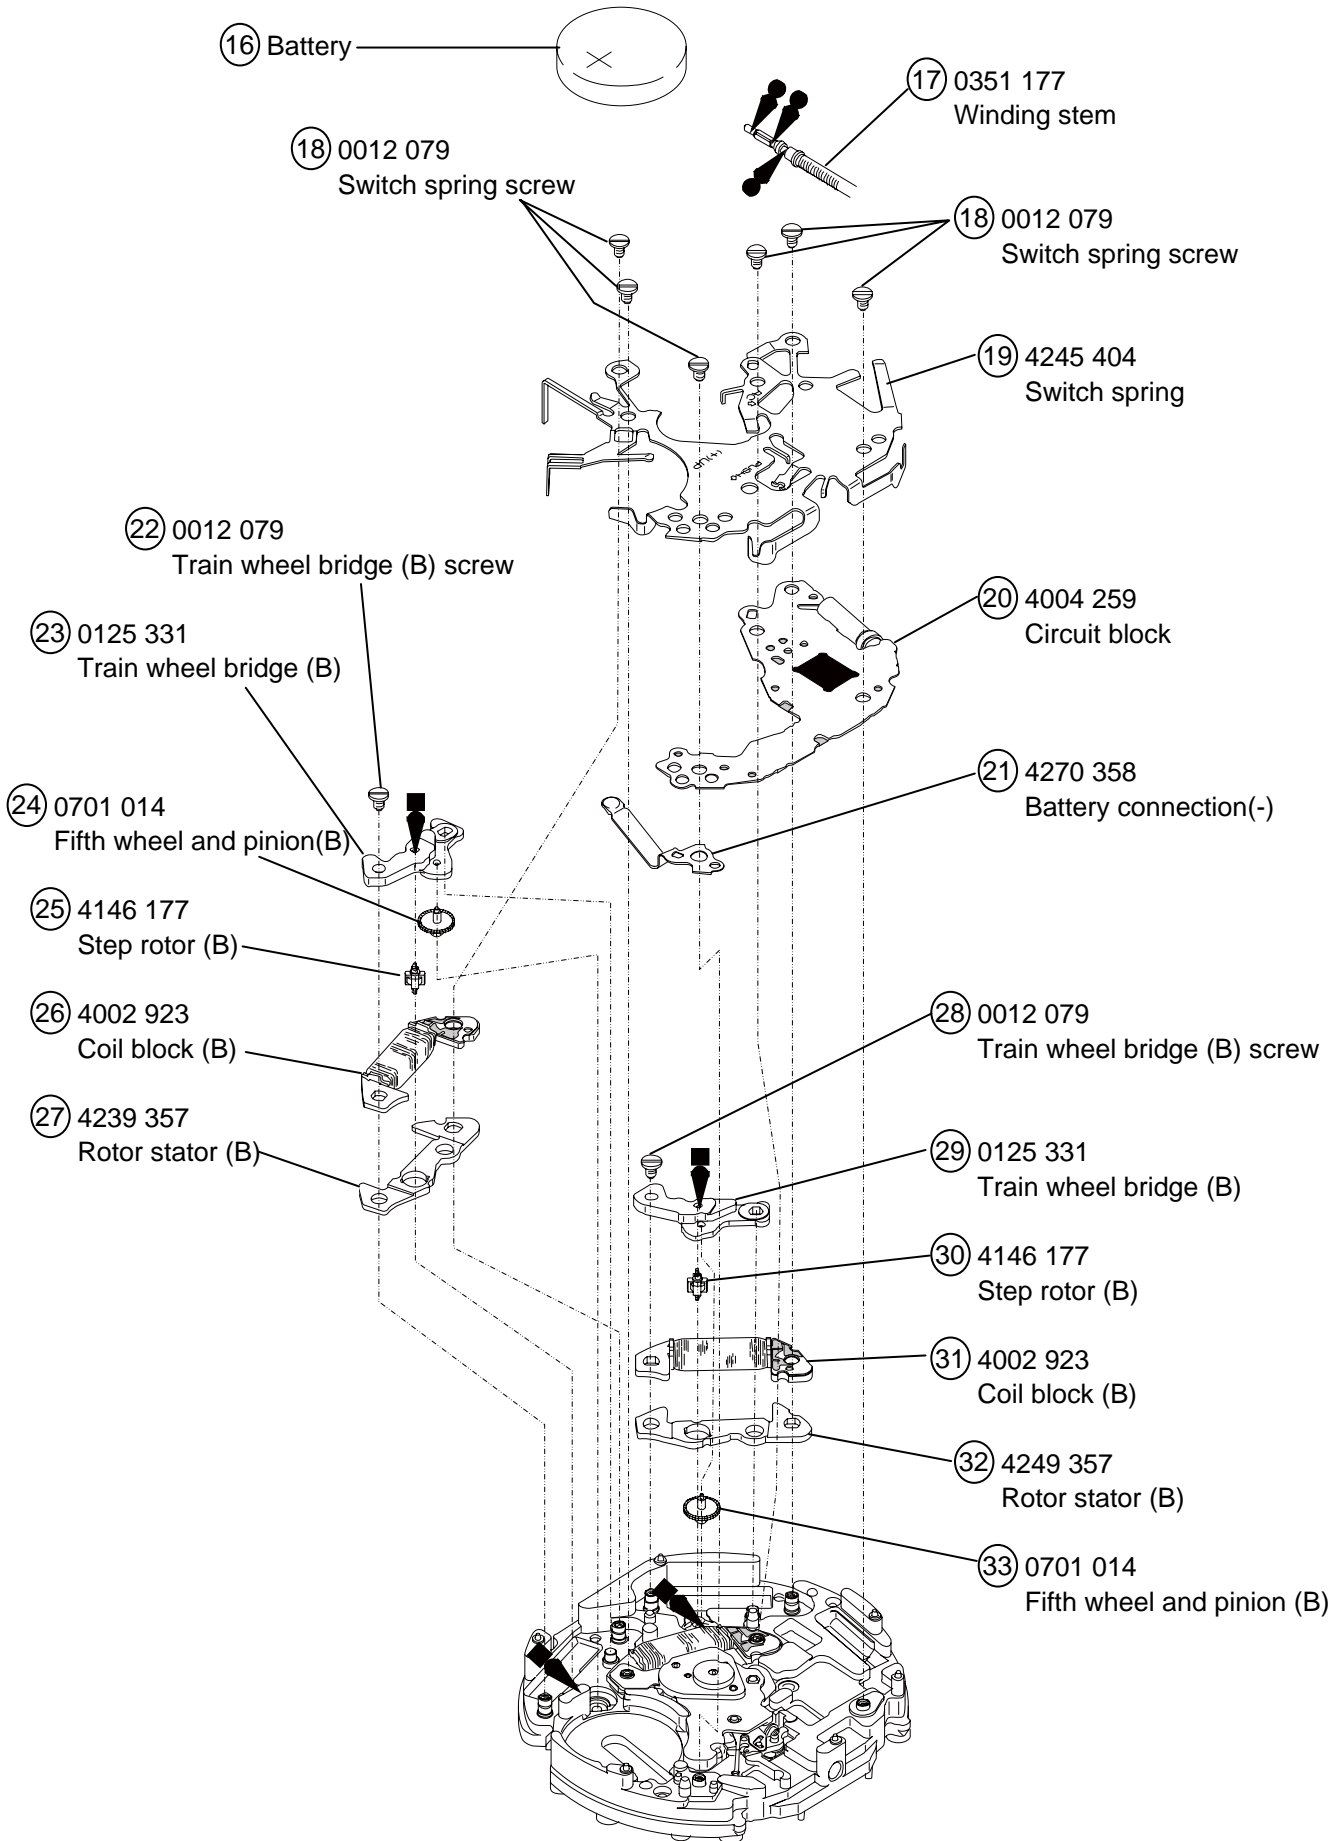 16 Battery
17 0351 177
Winding stem
18 0012 079
Switch spring screw
18 0012 079
Switch spring screw
19 4245 404
Switch spring
22 0012 079
Train wheel bridge (B) screw
20 4004 259
Circuit block
23 0125 331
Train wheel bridge (B)
21 4270 358
Battery connection(-)
24 0701 014
Fifth wheel and pinion(B)
25 4146 177
Step rotor (B)
26 4002 923
Coil block (B)
28 0012 079
Train wheel bridge (B) screw
27 4239 357
Rotor stator (B)
29 0125 331
Train wheel bridge (B)
30 4146 177
Step rotor (B)
31 4002 923
Coil block (B)
32 4249 357
Rotor stator (B)
33 0701 014
Fifth wheel and pinion (B)